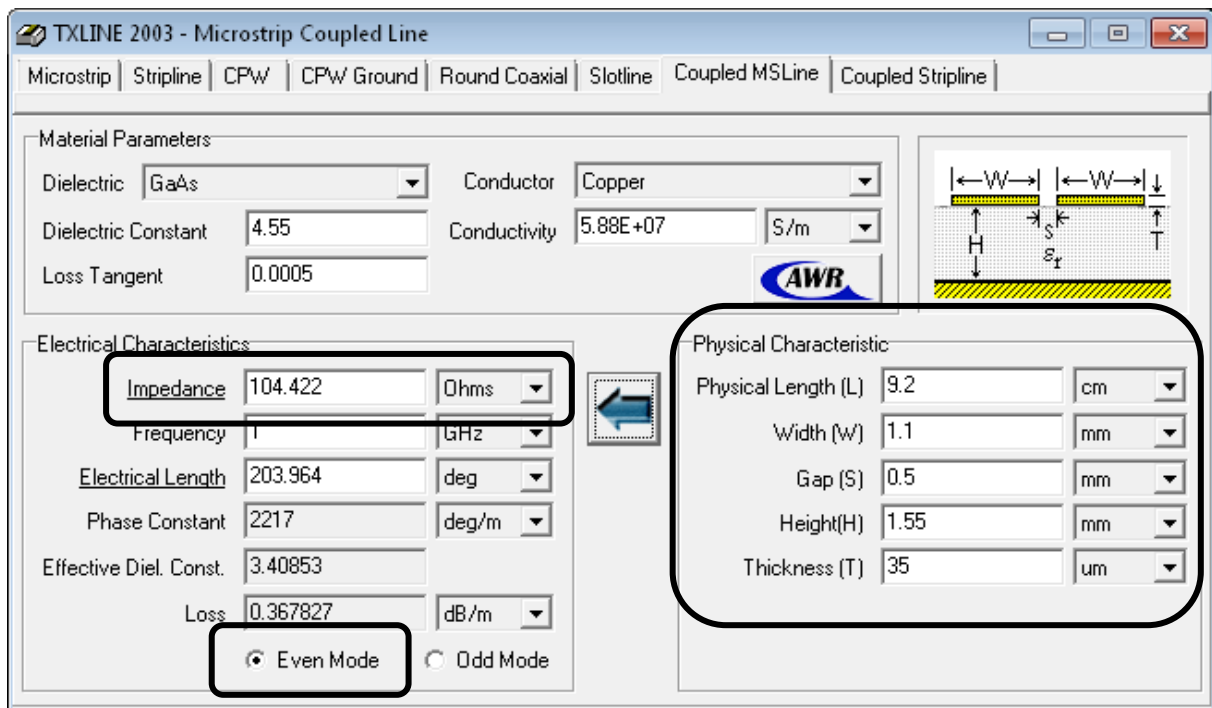 TXLINE 2003 - Microstrip Coupled Line
Microstrip Stripline CPW CPW Ground Round Coaxial Slotline Coupled MSLine Coupled Stripline
Material Parameters
Dielectric GaAs Conductor Copper
Dielectric Constant 4.55 Conductivity 5.88E+07 S/m
Loss Tangent 0.0005
AWR
W W
S T
H
εr
Electrical Characteristics
Impedance 104.422 Ohms
Frequency 1 GHz
Electrical Length 203.964 deg
Phase Constant 2217 deg/m
Effective Diel. Const. 3.40853
Loss 0.367827 dB/m
Even Mode Odd Mode
Physical Characteristic
Physical Length (L) 9.2 cm
Width (W) 1.1 mm
Gap (S) 0.5 mm
Height(H) 1.55 mm
Thickness (T) 35 um